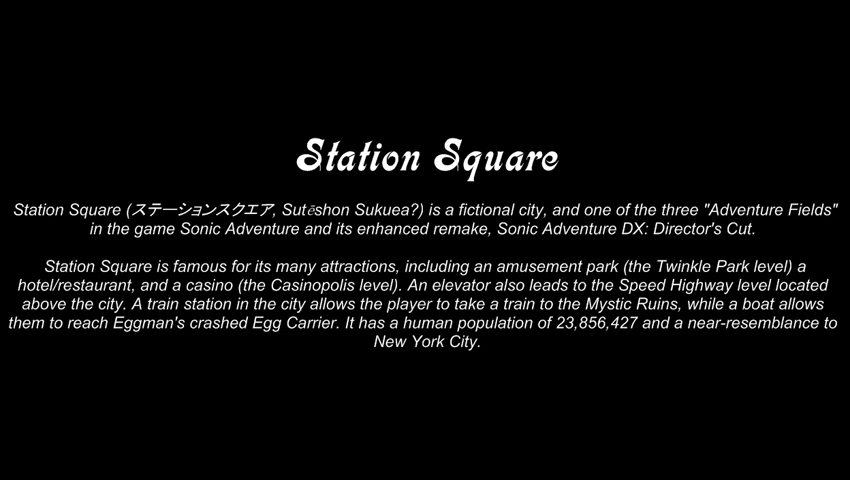 Station Square
Station Square (ステーションスクエア, Sutēshon Sukuea?) is a fictional city, and one of the three "Adventure Fields"
in the game Sonic Adventure and its enhanced remake, Sonic Adventure DX: Director's Cut.
Station Square is famous for its many attractions, including an amusement park (the Twinkle Park level) a
hotel/restaurant, and a casino (the Casinopolis level). An elevator also leads to the Speed Highway level located
above the city. A train station in the city allows the player to take a train to the Mystic Ruins, while a boat allows
them to reach Eggman's crashed Egg Carrier. It has a human population of 23,856,427 and a near-resemblance to
New York City.